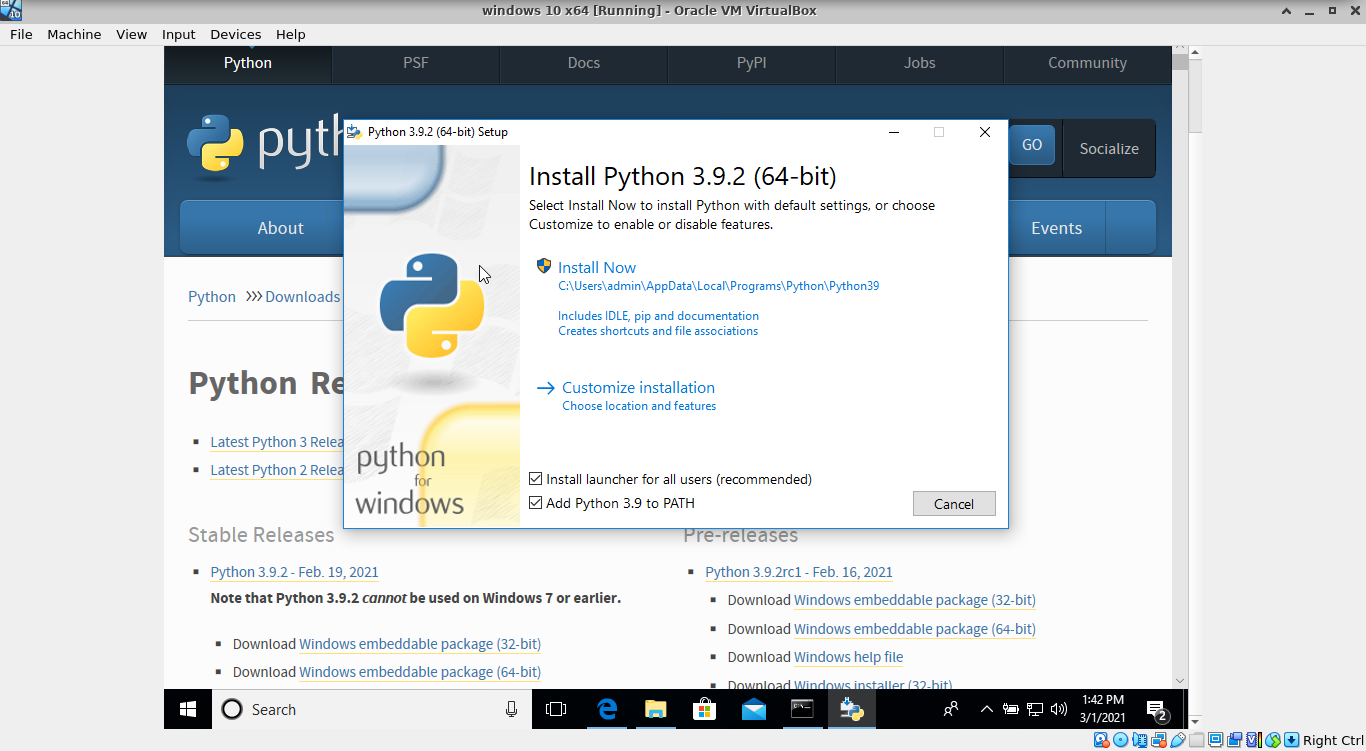 windows 10 x64 [Running] - Oracle VM VirtualBox
File Machine View Input Devices Help
Python PSF Docs PyPI Jobs Community
GO Socialize
About Events
Python >>> Downloads
Python 3.9.2 (64-bit) Setup
Install Python 3.9.2 (64-bit)
Select Install Now to install Python with default settings, or choose
Customize to enable or disable features.
Install Now
C:\Users\admin\AppData\Local\Programs\Python\Python39
Includes IDLE, pip and documentation
Creates shortcuts and file associations
Customize installation
Choose location and features
Install launcher for all users (recommended)
Add Python 3.9 to PATH
Cancel
python
for
windows
Python
Latest Python 3
Latest Python 2
Stable Releases
Python 3.9.2 - Feb. 19, 2021
Note that Python 3.9.2 cannot be used on Windows 7 or earlier.
Download Windows embeddable package (32-bit)
Download Windows embeddable package (64-bit)
Pre-releases
Python 3.9.2rc1 - Feb. 16, 2021
Download Windows embeddable package (32-bit)
Download Windows embeddable package (64-bit)
Download Windows help file
Download Windows installer (32-bit)
Search
1:42 PM
3/1/2021
2
Right Ctrl